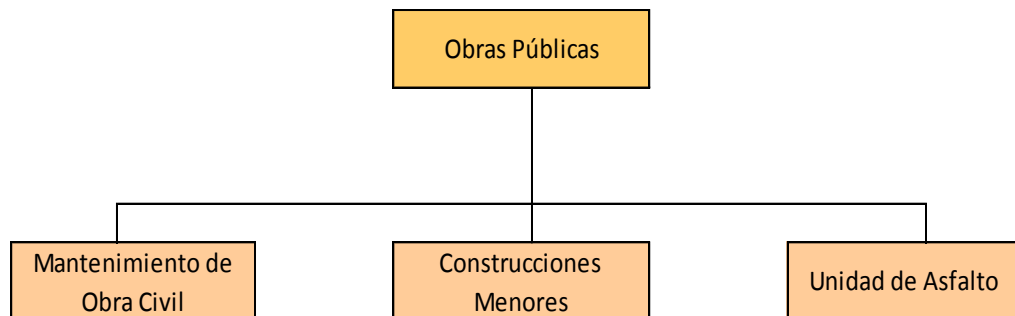 Obras Públicas
Mantenimiento de
Obra Civil
Construcciones
Menores
Unidad de Asfalto